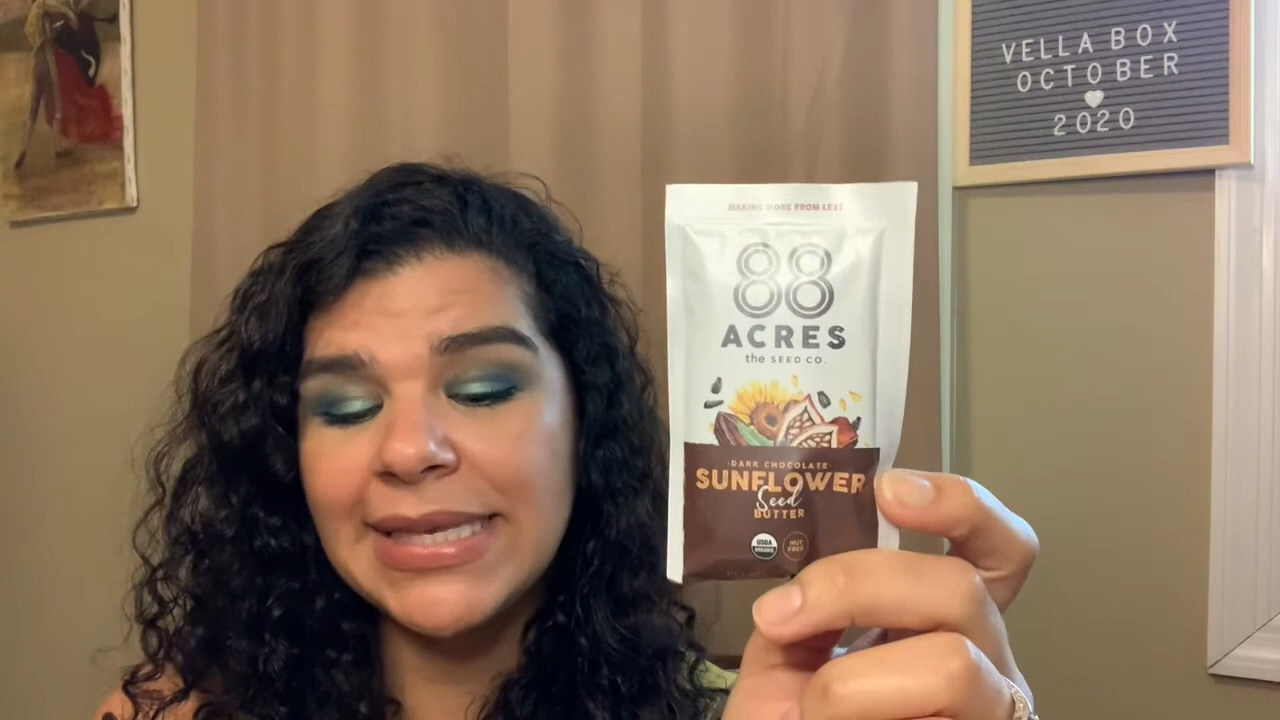 VELLA BOX
OCTOBER
2020
MAKING MORE FROM LESS
88
ACRES
the SEED CO.
·DARK CHOCOLATE·
SUNFLOWER
Seed
BUTTER
USDA
ORGANIC
NUT
FREE